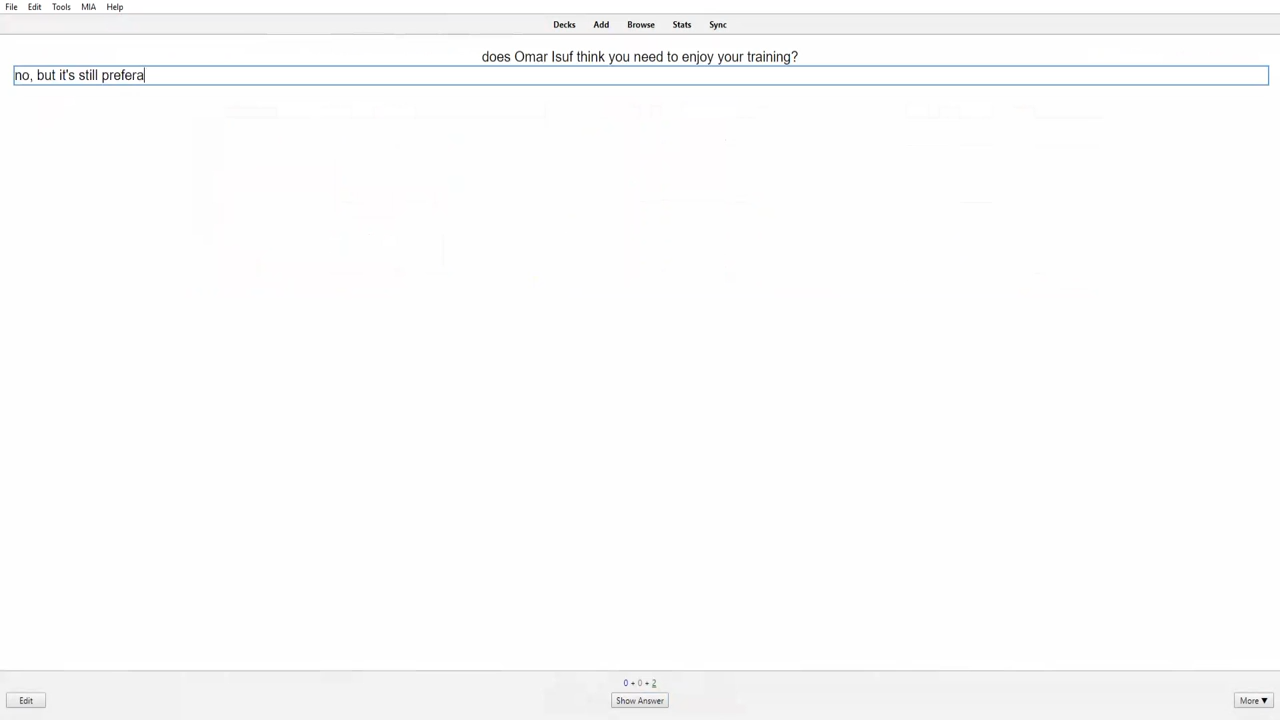 File Edit Tools MIA Help
Decks Add Browse Stats Sync
does Omar Isuf think you need to enjoy your training?
no, but it's still prefera
0 + 0 + 2
Edit Show Answer More ▼